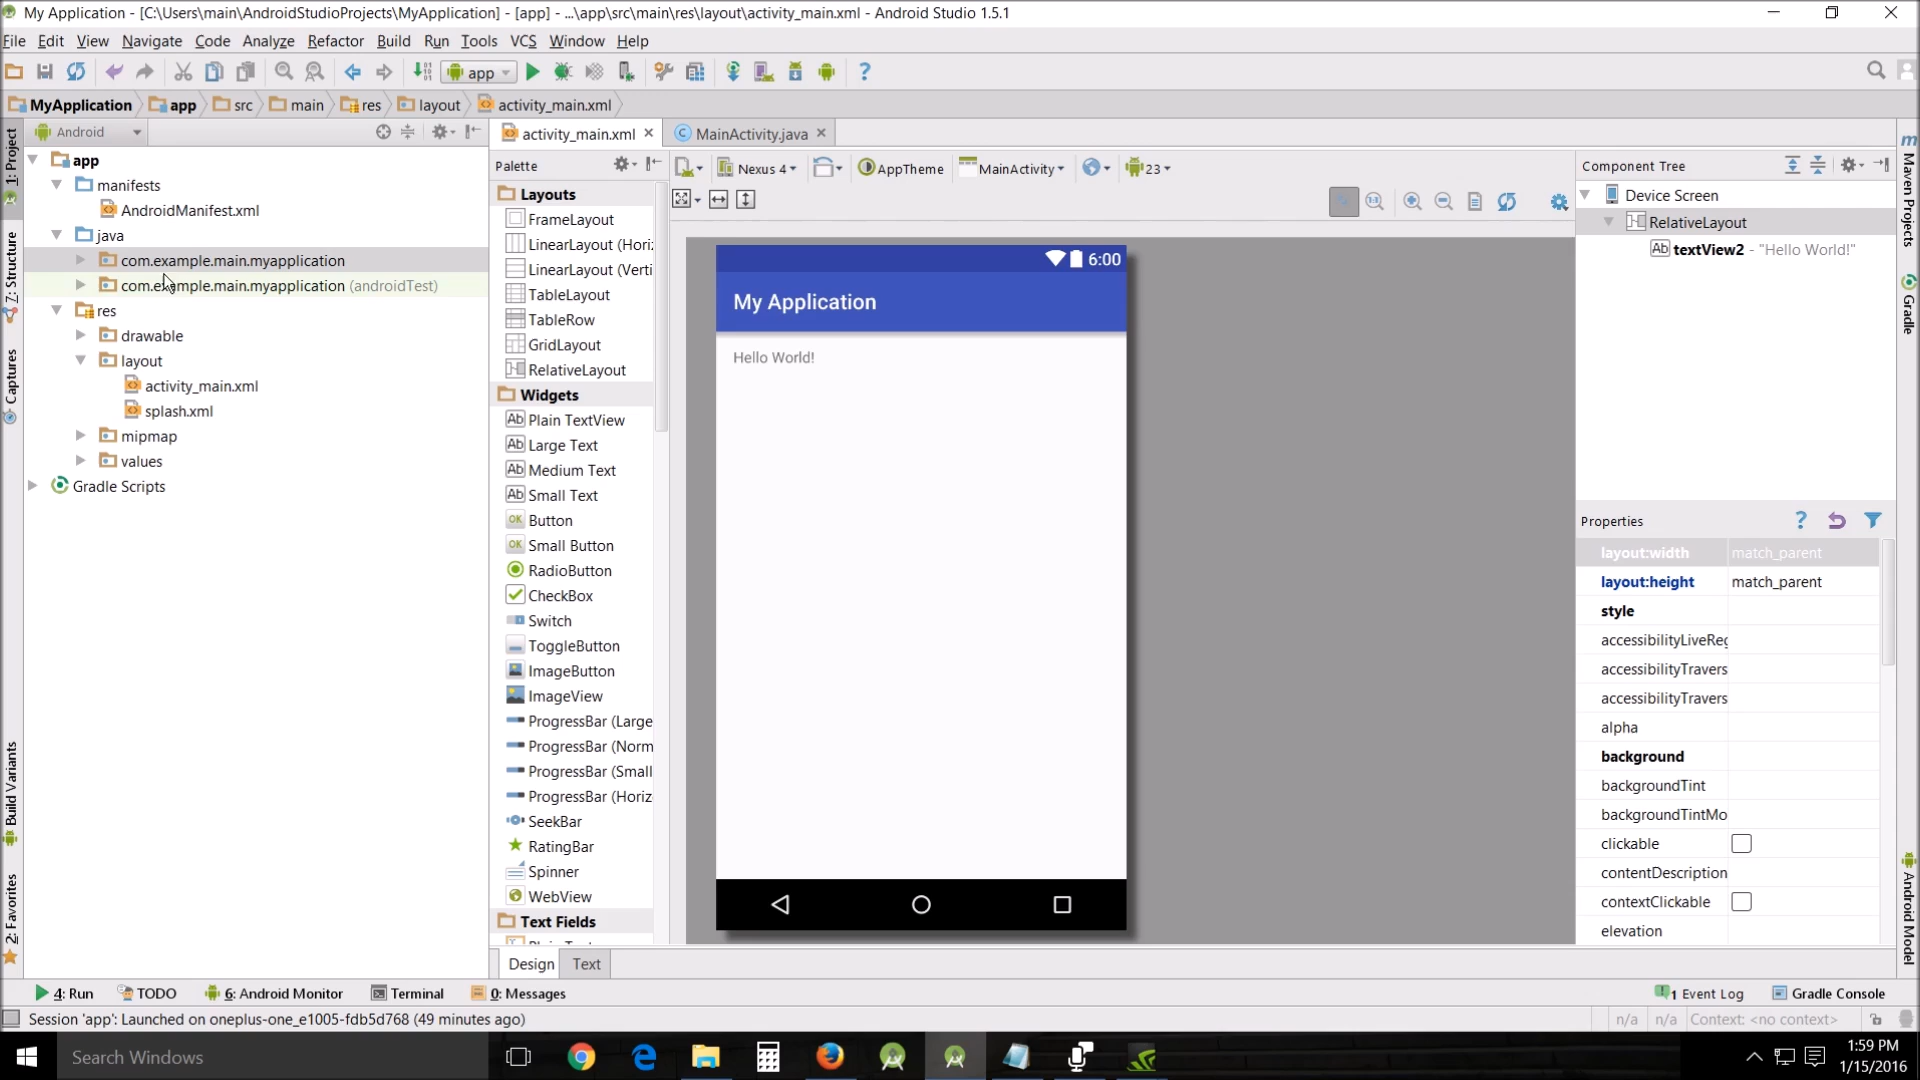 My Application - [C:\Users\main\AndroidStudioProjects\MyApplication] - [app] - ...\app\src\main\res\layout\activity_main.xml - Android Studio 1.5.1
File Edit View Navigate Code Analyze Refactor Build Run Tools VCS Window Help
app
MyApplication app src main res layout activity_main.xml
1: Project
7: Structure
Captures
Build Variants
2: Favorites
Android
app
manifests
AndroidManifest.xml
java
com.example.main.myapplication
com.example.main.myapplication (androidTest)
res
drawable
layout
activity_main.xml
splash.xml
mipmap
values
Gradle Scripts
activity_main.xml MainActivity.java
Palette
Layouts
FrameLayout
LinearLayout (Hori:
LinearLayout (Verti
TableLayout
TableRow
GridLayout
RelativeLayout
Widgets
Plain TextView
Large Text
Medium Text
Small Text
Button
Small Button
RadioButton
CheckBox
Switch
ToggleButton
ImageButton
ImageView
ProgressBar (Large
ProgressBar (Norm
ProgressBar (Small
ProgressBar (Horiz
SeekBar
RatingBar
Spinner
WebView
Text Fields
Nexus 4 AppTheme MainActivity 23
6:00
My Application
Hello World!
Design Text
Component Tree
Device Screen
RelativeLayout
textView2 - "Hello World!"
Properties
layout:width match_parent
layout:height match_parent
style
accessibilityLiveReg
accessibilityTravers
accessibilityTravers
alpha
background
backgroundTint
backgroundTintMo
clickable
contentDescription
contextClickable
elevation
Maven Projects
Gradle
Android Model
4: Run TODO 6: Android Monitor Terminal 0: Messages
1 Event Log Gradle Console
Session 'app': Launched on oneplus-one_e1005-fdb5d768 (49 minutes ago)
n/a n/a Context: <no context>
Search Windows
1:59 PM
1/15/2016